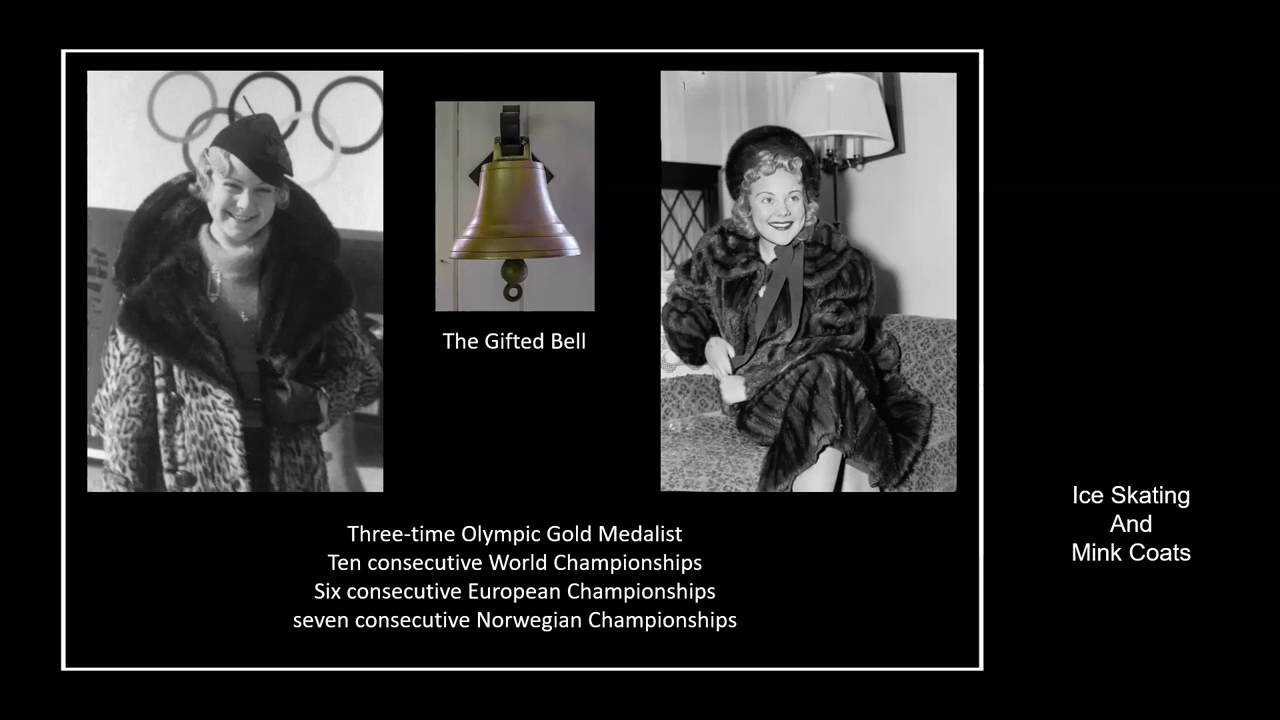 The Gifted Bell
Three-time Olympic Gold Medalist
Ten consecutive World Championships
Six consecutive European Championships
seven consecutive Norwegian Championships
Ice Skating
And
Mink Coats